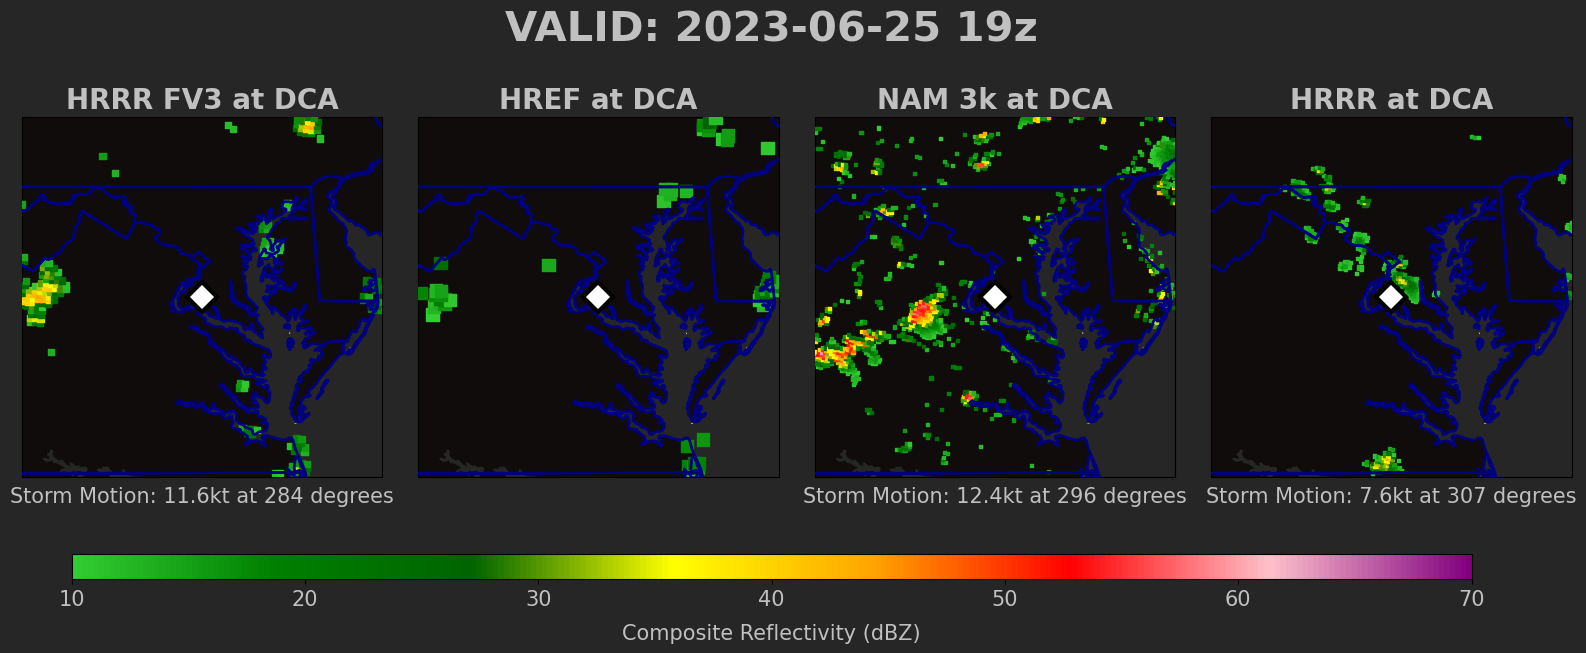 VALID: 2023-06-25 19z
HRRR FV3 at DCA
HREF at DCA
NAM 3k at DCA
HRRR at DCA
Storm Motion: 11.6kt at 284 degrees
Storm Motion: 12.4kt at 296 degrees
Storm Motion: 7.6kt at 307 degrees
10 20 30 40 50 60 70
Composite Reflectivity (dBZ)